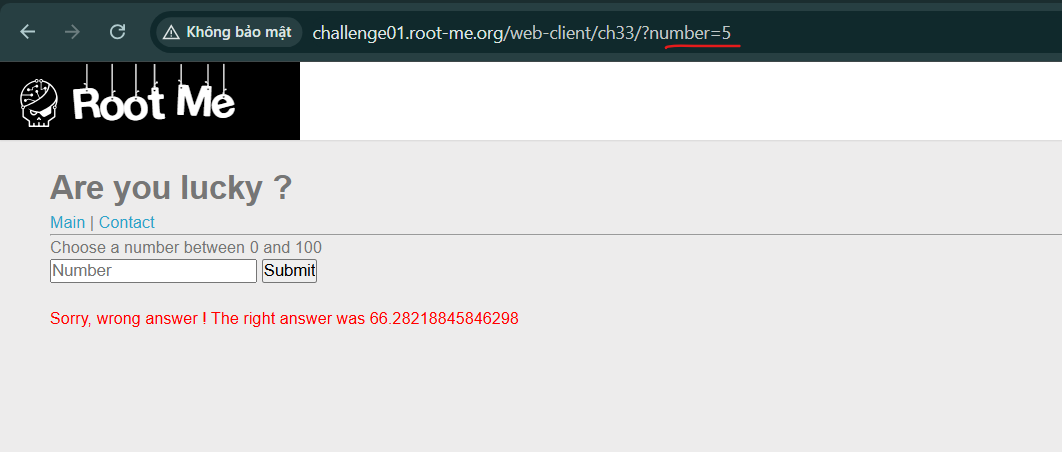 Không bảo mật challenge01.root-me.org/web-client/ch33/?number=5
Root Me
Are you lucky ?
Main | Contact
Choose a number between 0 and 100
Number Submit
Sorry, wrong answer ! The right answer was 66.28218845846298